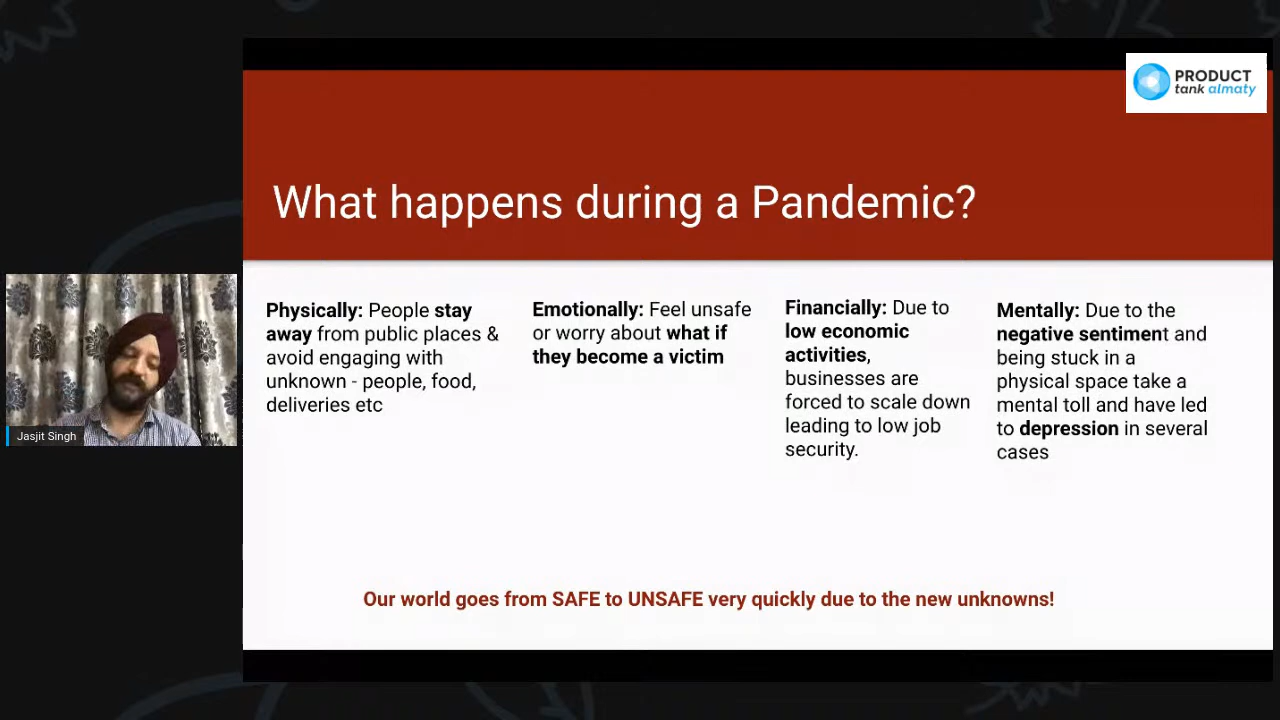 PRODUCT
tank almaty
What happens during a Pandemic?
Physically: People stay
away from public places &
avoid engaging with
unknown - people, food,
deliveries etc
Emotionally: Feel unsafe
or worry about what if
they become a victim
Financially: Due to
low economic
activities,
businesses are
forced to scale down
leading to low job
security.
Mentally: Due to the
negative sentiment and
being stuck in a
physical space take a
mental toll and have led
to depression in several
cases
Jasjit Singh
Our world goes from SAFE to UNSAFE very quickly due to the new unknowns!